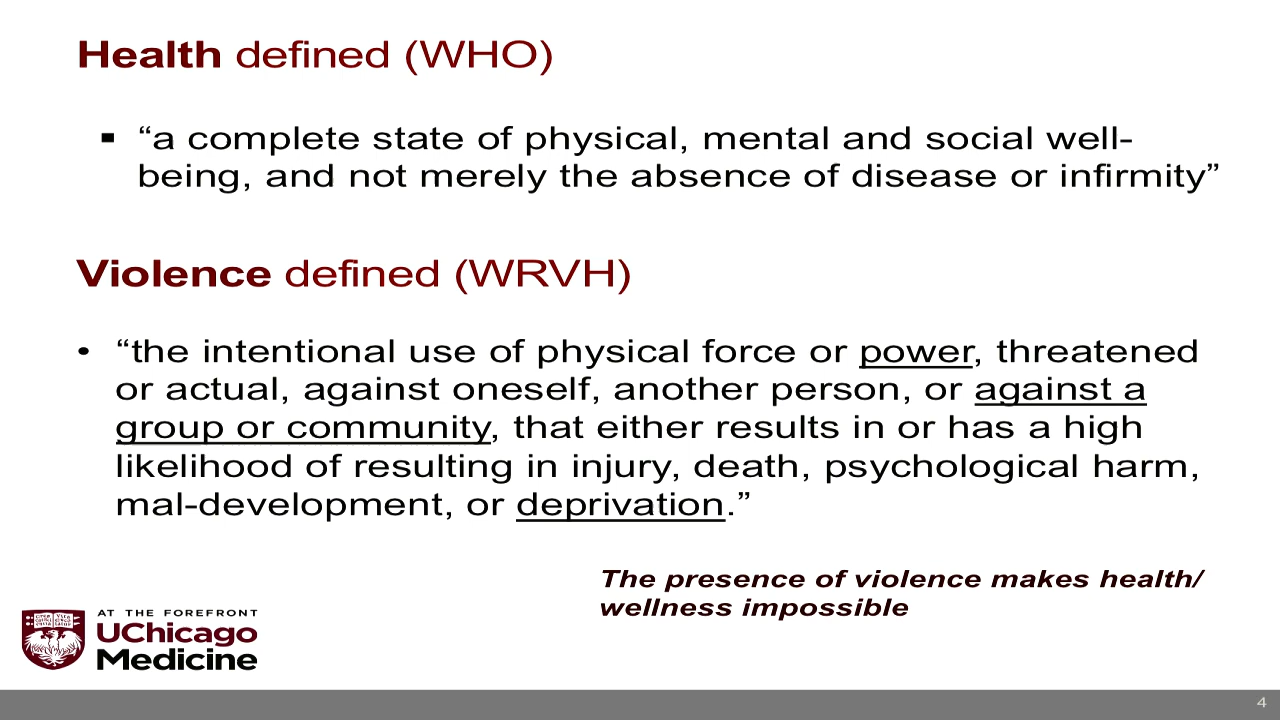 Health defined (WHO)
▪ “a complete state of physical, mental and social well-
being, and not merely the absence of disease or infirmity”
Violence defined (WRVH)
• “the intentional use of physical force or power, threatened
or actual, against oneself, another person, or against a
group or community, that either results in or has a high
likelihood of resulting in injury, death, psychological harm,
mal-development, or deprivation.”
The presence of violence makes health/
wellness impossible
AT THE FOREFRONT
UChicago
Medicine
4